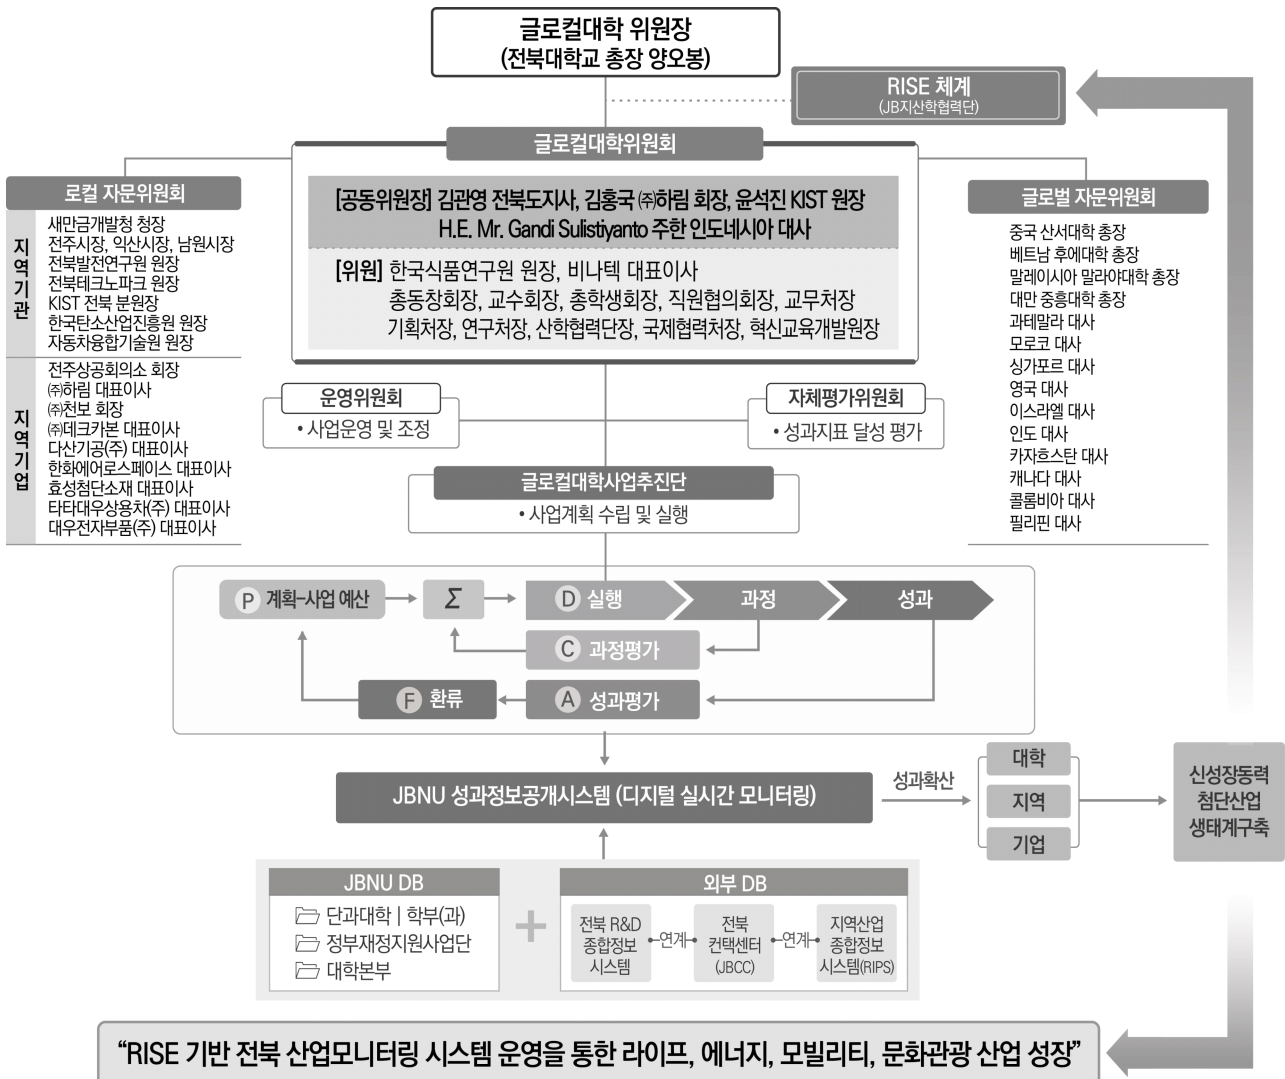 글로컬대학 위원장
(전북대학교 총장 양오봉)
RISE 체계
(JB지산학협력단)
글로컬대학위원회
[공동위원장] 김관영 전북도지사, 김홍국 ㈜하림 회장, 윤석진 KIST 원장
H.E. Mr. Gandi Sulistiyanto 주한 인도네시아 대사
[위원] 한국식품연구원 원장, 비나텍 대표이사
총동창회장, 교수회장, 총학생회장, 직원협의회장, 교무처장
기획처장, 연구처장, 산학협력단장, 국제협력처장, 혁신교육개발원장
로컬 자문위원회
지역기관
새만금개발청 청장
전주시장, 익산시장, 남원시장
전북발전연구원 원장
전북테크노파크 원장
KIST 전북 분원장
한국탄소산업진흥원 원장
자동차융합기술원 원장
지역기업
전주상공회의소 회장
㈜하림 대표이사
㈜천보 회장
㈜데크카본 대표이사
다산기공(주) 대표이사
한화에어로스페이스 대표이사
효성첨단소재 대표이사
타타대우상용차(주) 대표이사
대우전자부품(주) 대표이사
글로벌 자문위원회
중국 산서대학 총장
베트남 후에대학 총장
말레이시아 말라야대학 총장
대만 중흥대학 총장
과테말라 대사
모로코 대사
싱가포르 대사
영국 대사
이스라엘 대사
인도 대사
카자흐스탄 대사
캐나다 대사
콜롬비아 대사
필리핀 대사
운영위원회
• 사업운영 및 조정
자체평가위원회
• 성과지표 달성 평가
글로컬대학사업추진단
• 사업계획 수립 및 실행
P 계획-사업 예산
Σ
D 실행
과정
성과
C 과정평가
F 환류
A 성과평가
JBNU 성과정보공개시스템 (디지털 실시간 모니터링)
성과확산
대학
지역
기업
신성장동력
첨단산업
생태계구축
JBNU DB
단과대학 | 학부(과)
정부재정지원사업단
대학본부
+
외부 DB
전북 R&D
종합정보
시스템
연계
전북
컨택센터
(JBCC)
연계
지역산업
종합정보
시스템(RIPS)
“RISE 기반 전북 산업모니터링 시스템 운영을 통한 라이프, 에너지, 모빌리티, 문화관광 산업 성장”